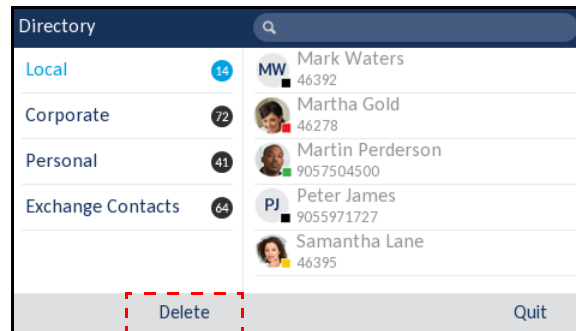 Directory
Local 14
Corporate 72
Personal 41
Exchange Contacts 64
MW Mark Waters
46392
Martha Gold
46278
Martin Perderson
9057504500
PJ Peter James
9055971727
Samantha Lane
46395
Delete Quit